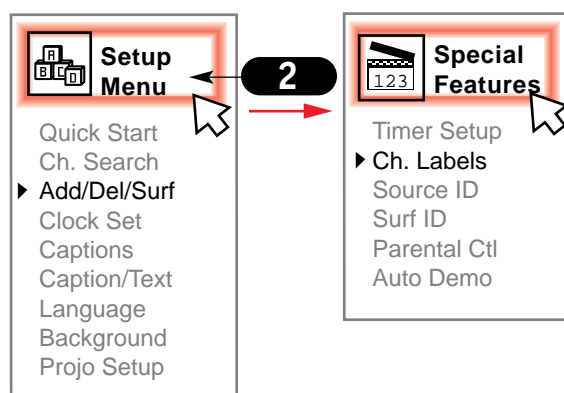 A
B C D
Setup
Menu
2
Quick Start
Ch. Search
Add/Del/Surf
Clock Set
Captions
Caption/Text
Language
Background
Projo Setup
123
Special
Features
Timer Setup
Ch. Labels
Source ID
Surf ID
Parental Ctl
Auto Demo